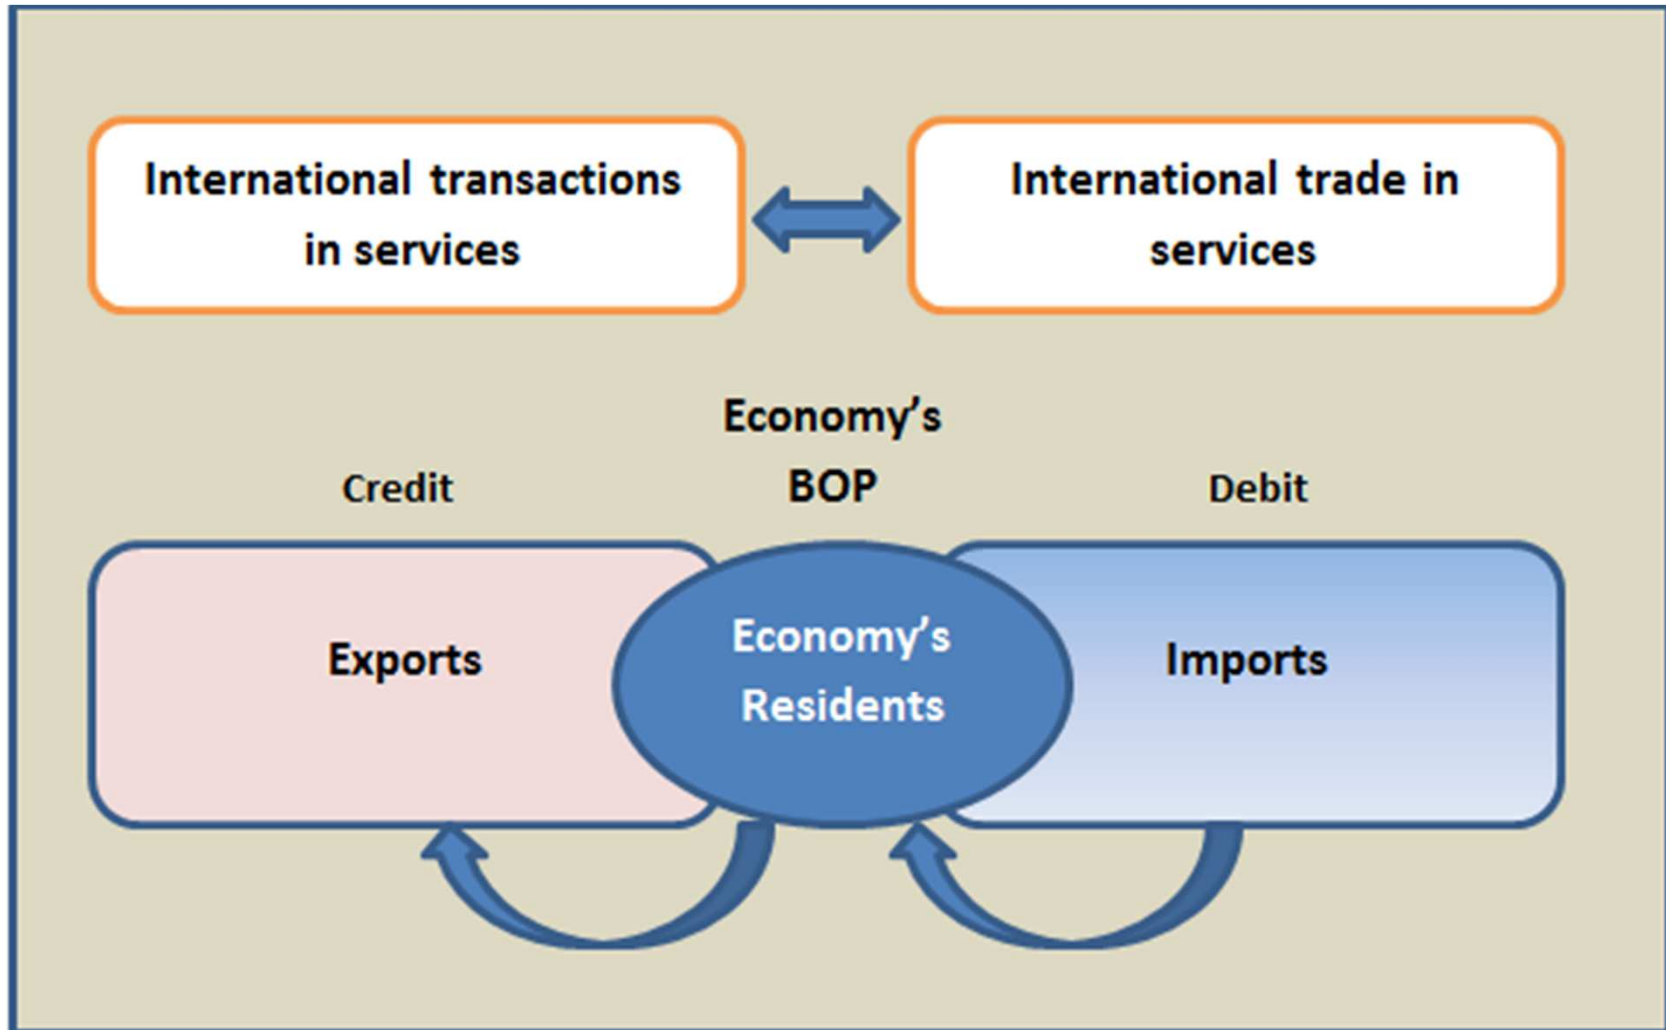 International transactions
in services
International trade in
services
Economy’s
BOP
Credit
Debit
Exports
Economy’s
Residents
Imports